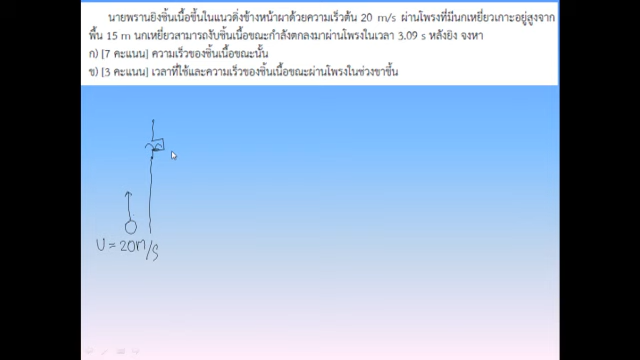 นายพรานยิงชิ้นเนื้อขึ้นในแนวดิ่งข้างหน้าผาด้วยความเร็วต้น 20 m/s ผ่านโพรงที่มีนกเหยี่ยวเกาะอยู่สูงจาก
พื้น 15 m นกเหยี่ยวสามารถงับชิ้นเนื้อขณะกำลังตกลงมาผ่านโพรงในเวลา 3.09 s หลังยิง จงหา
ก) [7 คะแนน] ความเร็วของชิ้นเนื้อขณะนั้น
ข) [3 คะแนน] เวลาที่ใช้และความเร็วของชิ้นเนื้อขณะผ่านโพรงในช่วงขาขึ้น
U = 20 m/s